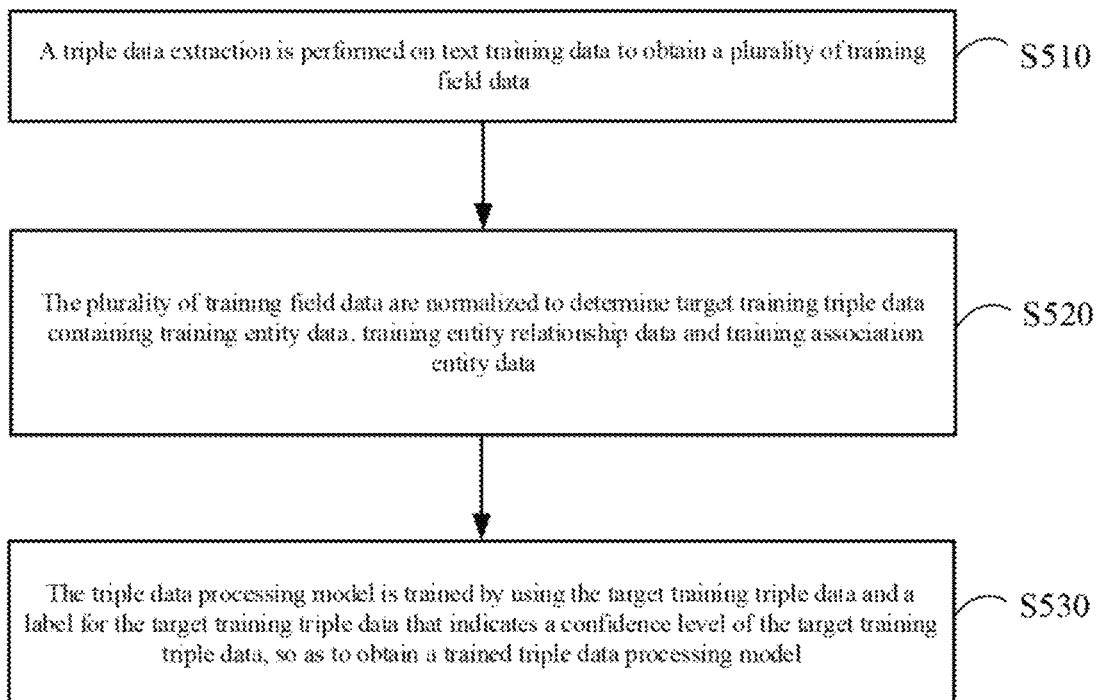 A triple data extraction is performed on text training data to obtain a plurality of training
field data
S510
The plurality of training field data are normalized to determine target training triple data
containing training entity data, training entity relationship data and training association
entity data
S520
The triple data processing model is trained by using the target training triple data and a
label for the target training triple data that indicates a confidence level of the target training
triple data, so as to obtain a trained triple data processing model
S530